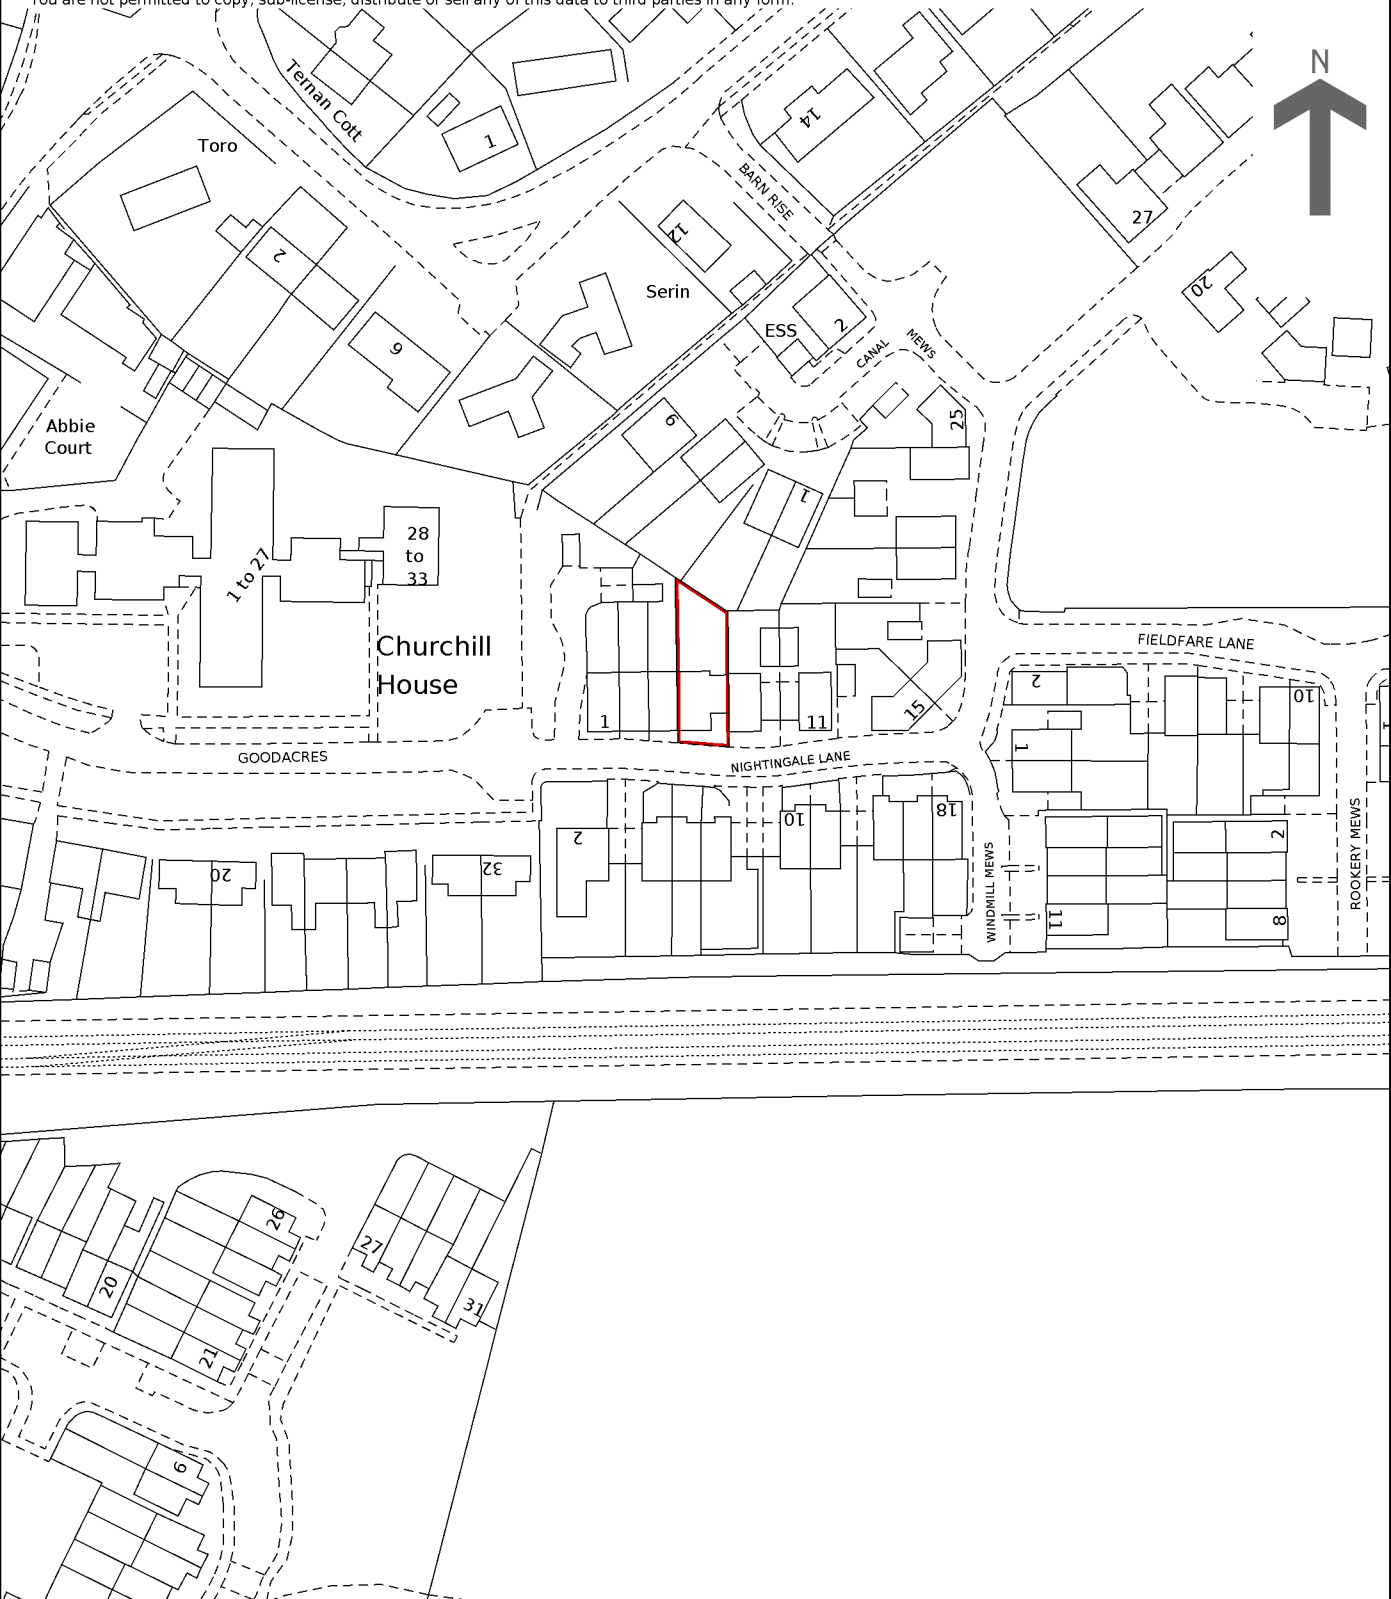 You are not permitted to copy, sub-license, distribute or sell any of this data to third parties in any form.
N
Ternan Cott
1
14
Toro
BARN RISE
27
12
2
20
Serin
ESS
2
CANAL
MEWS
9
6
25
Abbie
Court
1
28
to
33
1 to 27
Churchill
House
FIELDFARE LANE
2
10
1
11
15
1
1
GOODACRES
NIGHTINGALE LANE
2
10
18
2
20
32
WINDMILL MEWS
ROOKERY MEWS
11
8
26
27
20
31
21
6